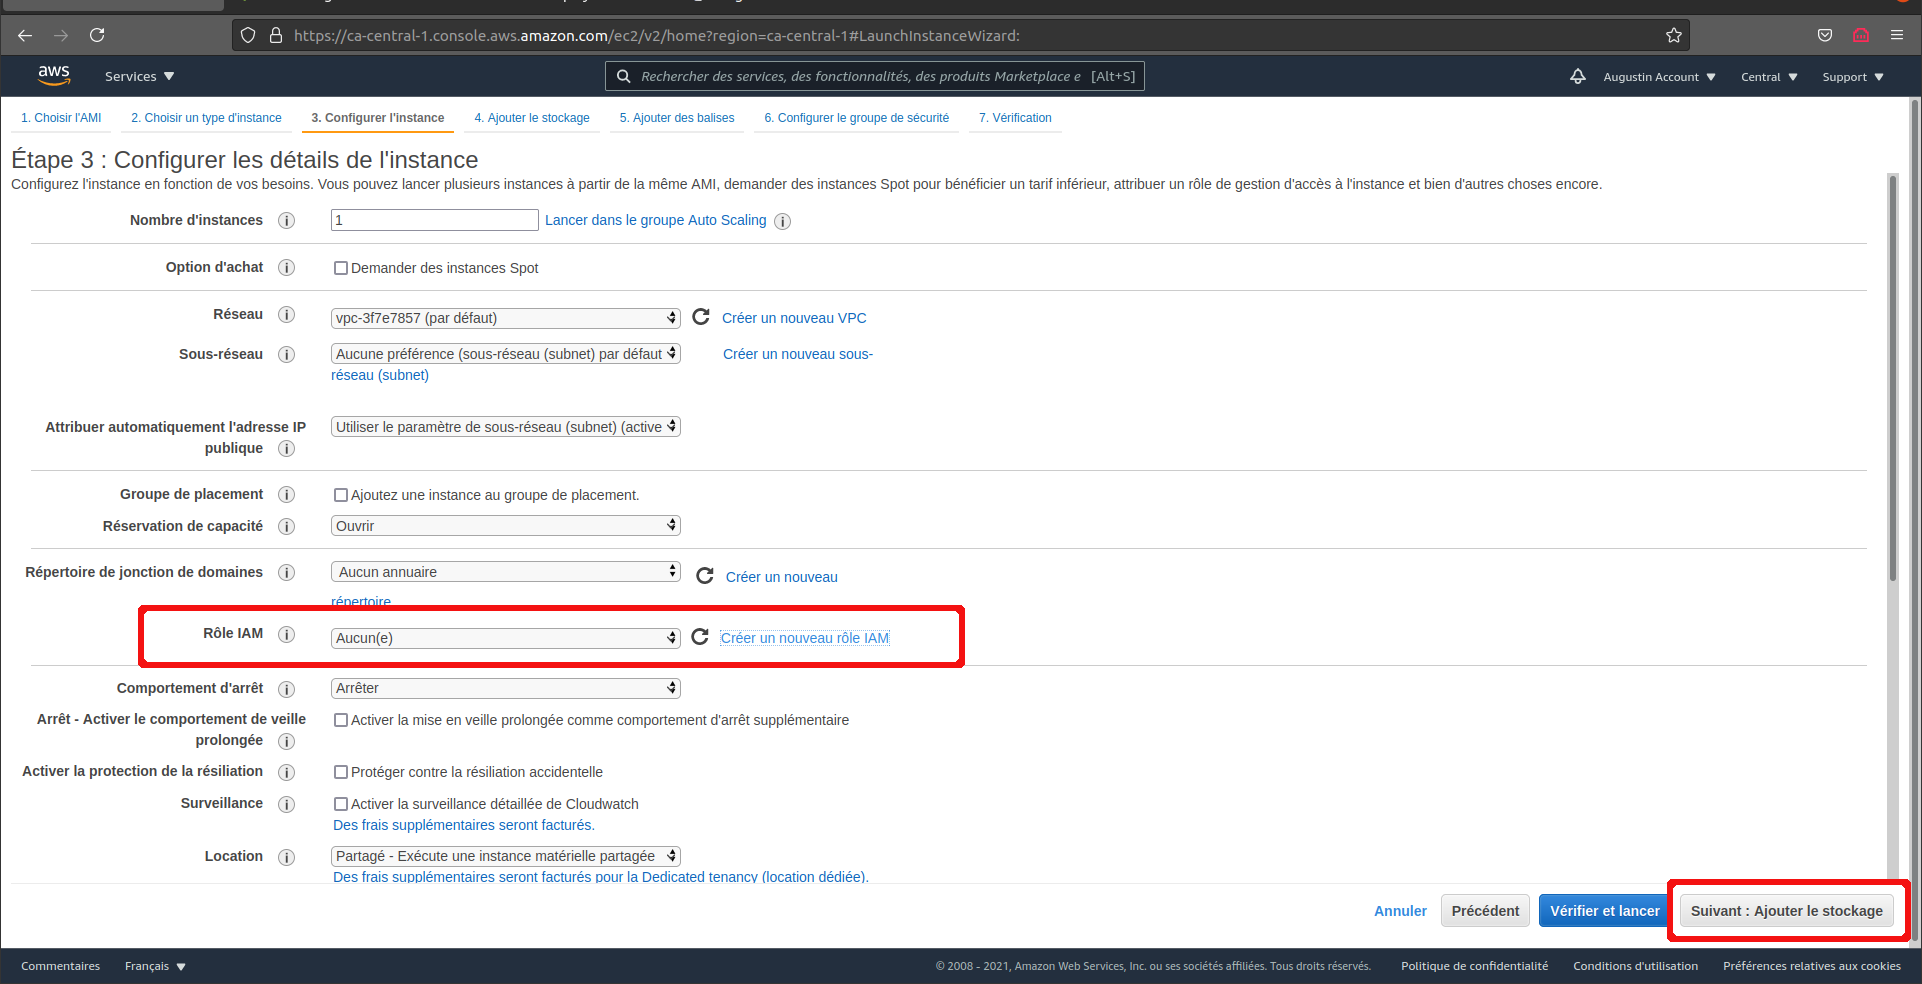 https://ca-central-1.console.aws.amazon.com/ec2/v2/home?region=ca-central-1#LaunchInstanceWizard:
aws Services Rechercher des services, des fonctionnalités, des produits Marketplace e [Alt+S] Augustin Account Central Support
1. Choisir l'AMI 2. Choisir un type d'instance 3. Configurer l'instance 4. Ajouter le stockage 5. Ajouter des balises 6. Configurer le groupe de sécurité 7. Vérification
Étape 3 : Configurer les détails de l'instance
Configurez l'instance en fonction de vos besoins. Vous pouvez lancer plusieurs instances à partir de la même AMI, demander des instances Spot pour bénéficier un tarif inférieur, attribuer un rôle de gestion d'accès à l'instance et bien d'autres choses encore.
Nombre d'instances i 1 Lancer dans le groupe Auto Scaling i
Option d'achat i Demander des instances Spot
Réseau i vpc-3f7e7857 (par défaut) Créer un nouveau VPC
Sous-réseau i Aucune préférence (sous-réseau (subnet) par défaut Créer un nouveau sous-
réseau (subnet)
Attribuer automatiquement l'adresse IP Utiliser le paramètre de sous-réseau (subnet) (active
publique i
Groupe de placement i Ajoutez une instance au groupe de placement.
Réservation de capacité i Ouvrir
Répertoire de jonction de domaines i Aucun annuaire Créer un nouveau
répertoire
Rôle IAM i Aucun(e) Créer un nouveau rôle IAM
Comportement d'arrêt i Arrêter
Arrêt - Activer le comportement de veille Activer la mise en veille prolongée comme comportement d'arrêt supplémentaire
prolongée i
Activer la protection de la résiliation i Protéger contre la résiliation accidentelle
Surveillance i Activer la surveillance détaillée de Cloudwatch
Des frais supplémentaires seront facturés.
Location i Partagé - Exécute une instance matérielle partagée
Des frais supplémentaires seront facturés pour la Dedicated tenancy (location dédiée).
Annuler Précédent Vérifier et lancer Suivant : Ajouter le stockage
Commentaires Français © 2008 - 2021, Amazon Web Services, Inc. ou ses sociétés affiliées. Tous droits réservés. Politique de confidentialité Conditions d'utilisation Préférences relatives aux cookies